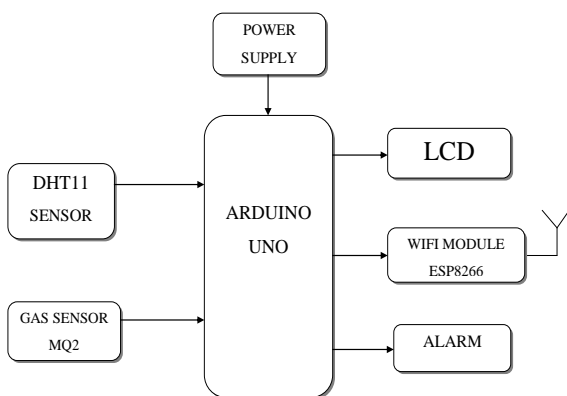 POWER
SUPPLY
LCD
DHT11
SENSOR
ARDUINO
UNO
WIFI MODULE
ESP8266
GAS SENSOR
MQ2
ALARM